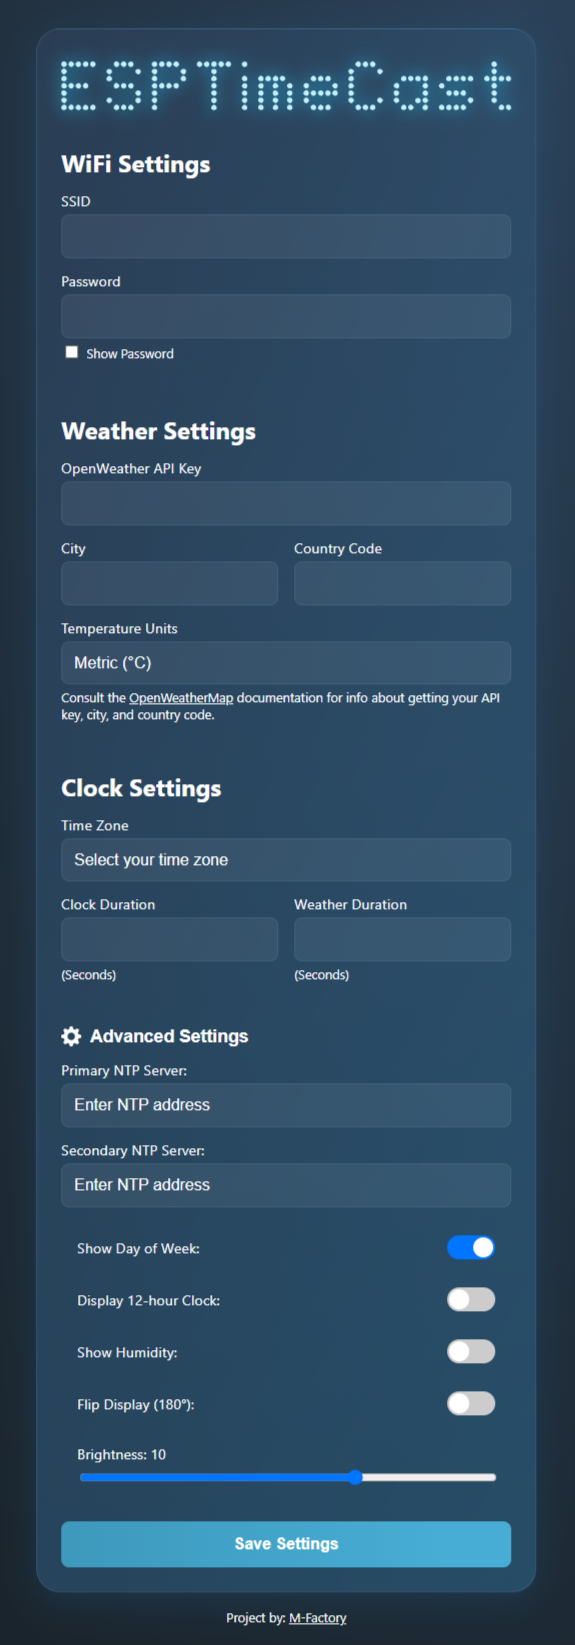 ESPTimeCast
WiFi Settings
SSID
Password
Show Password
Weather Settings
OpenWeather API Key
City
Country Code
Temperature Units
Metric (°C)
Consult the OpenWeatherMap documentation for info about getting your API
key, city, and country code.
Clock Settings
Time Zone
Select your time zone
Clock Duration
Weather Duration
(Seconds)
(Seconds)
Advanced Settings
Primary NTP Server:
Enter NTP address
Secondary NTP Server:
Enter NTP address
Show Day of Week:
Display 12-hour Clock:
Show Humidity:
Flip Display (180°):
Brightness: 10
Save Settings
Project by: M-Factory